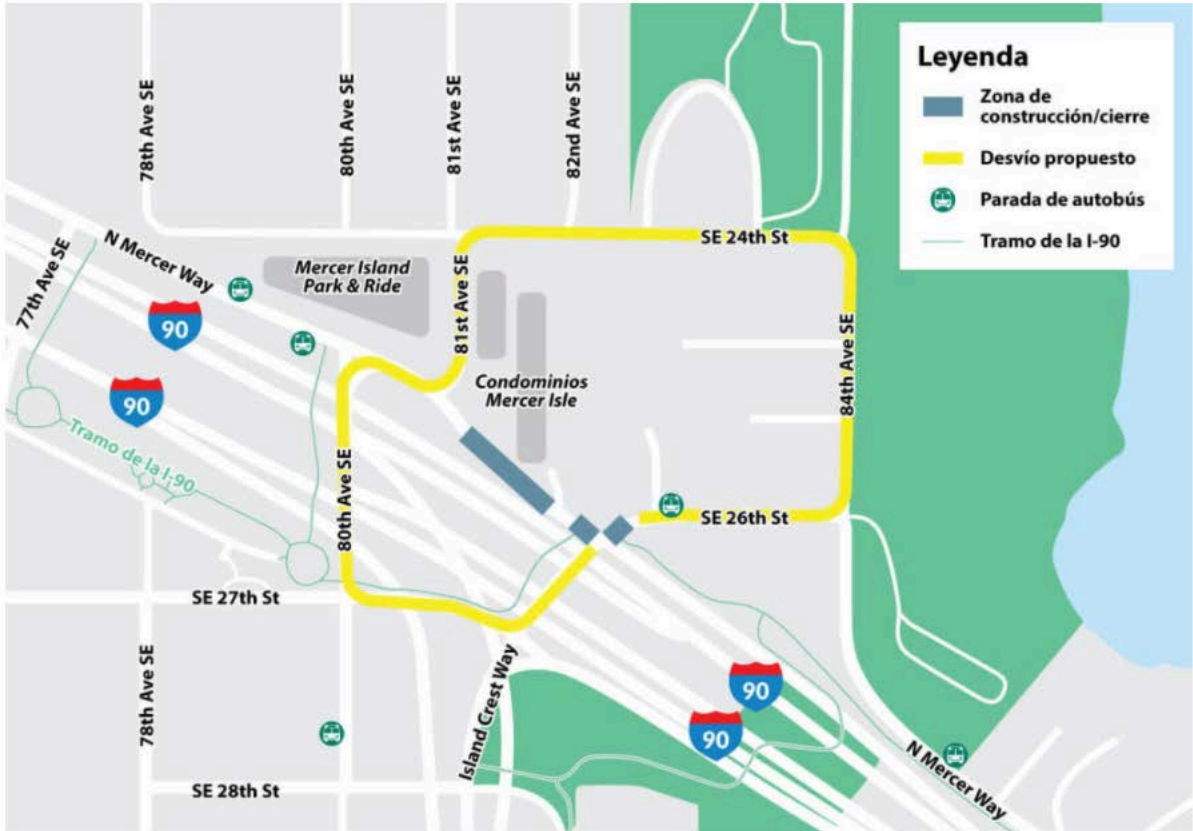 Leyenda
Zona de
construcción/cierre
Desvío propuesto
Parada de autobús
Tramo de la I-90
78th Ave SE
80th Ave SE
81st Ave SE
82nd Ave SE
SE 24th St
77th Ave SE
N Mercer Way
Mercer Island
Park & Ride
81st Ave SE
90
90
Condominios
Mercer Isle
84th Ave SE
Tramo de la I-90
80th Ave SE
SE 26th St
SE 27th St
78th Ave SE
Island Crest Way
90
90
N Mercer Way
SE 28th St